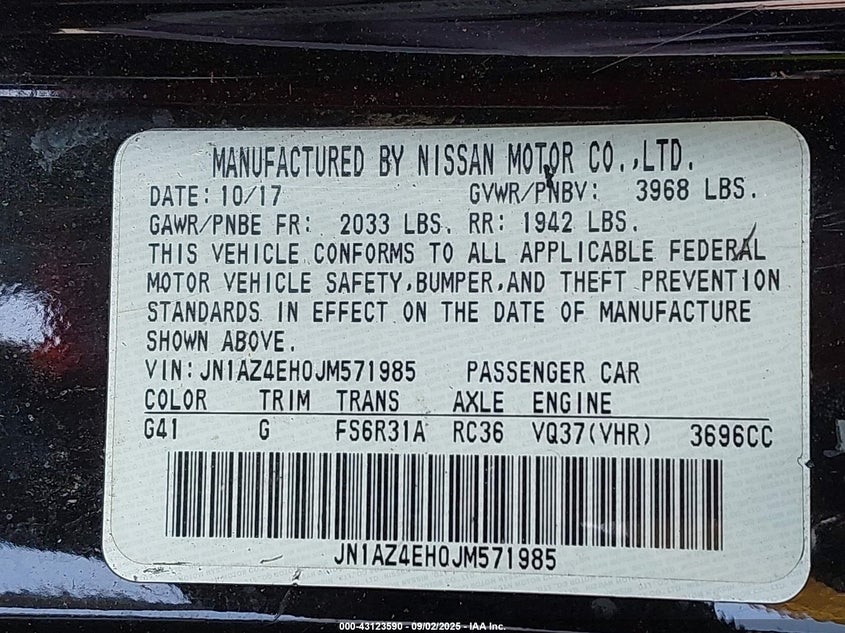 MANUFACTURED BY NISSAN MOTOR CO.,LTD.
DATE: 10/17 GVWR/PNBV: 3968 LBS.
GAWR/PNBE FR: 2033 LBS. RR: 1942 LBS.
THIS VEHICLE CONFORMS TO ALL APPLICABLE FEDERAL
MOTOR VEHICLE SAFETY,BUMPER,AND THEFT PREVENTION
STANDARDS IN EFFECT ON THE DATE OF MANUFACTURE
SHOWN ABOVE.
VIN: JN1AZ4EH0JM571985 PASSENGER CAR
COLOR TRIM TRANS AXLE ENGINE
G41 G FS6R31A RC36 VQ37(VHR) 3696CC
JN1AZ4EH0JM571985
000-43123590 - 09/02/2025 - IAA Inc.